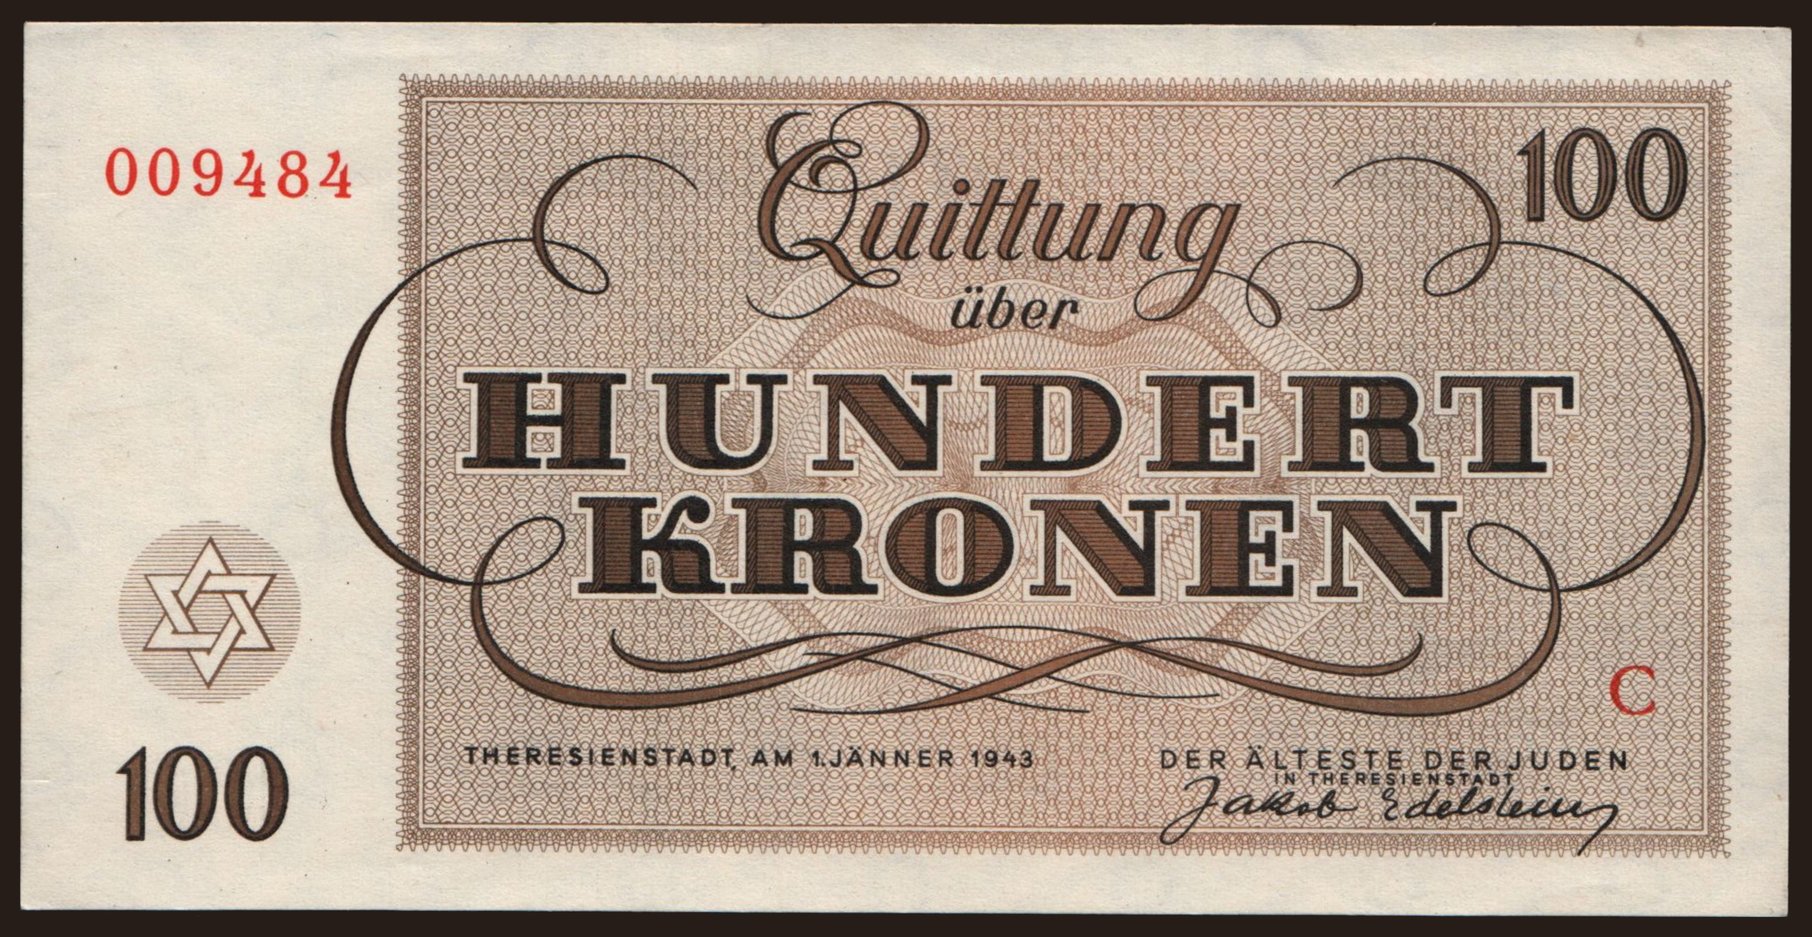 009484
100
Quittung
über
HUNDERT
KRONEN
C
THERESIENSTADT, AM 1. JÄNNER 1943
DER ÄLTESTE DER JUDEN
IN THERESIENSTADT
Jakob Edelstein
100